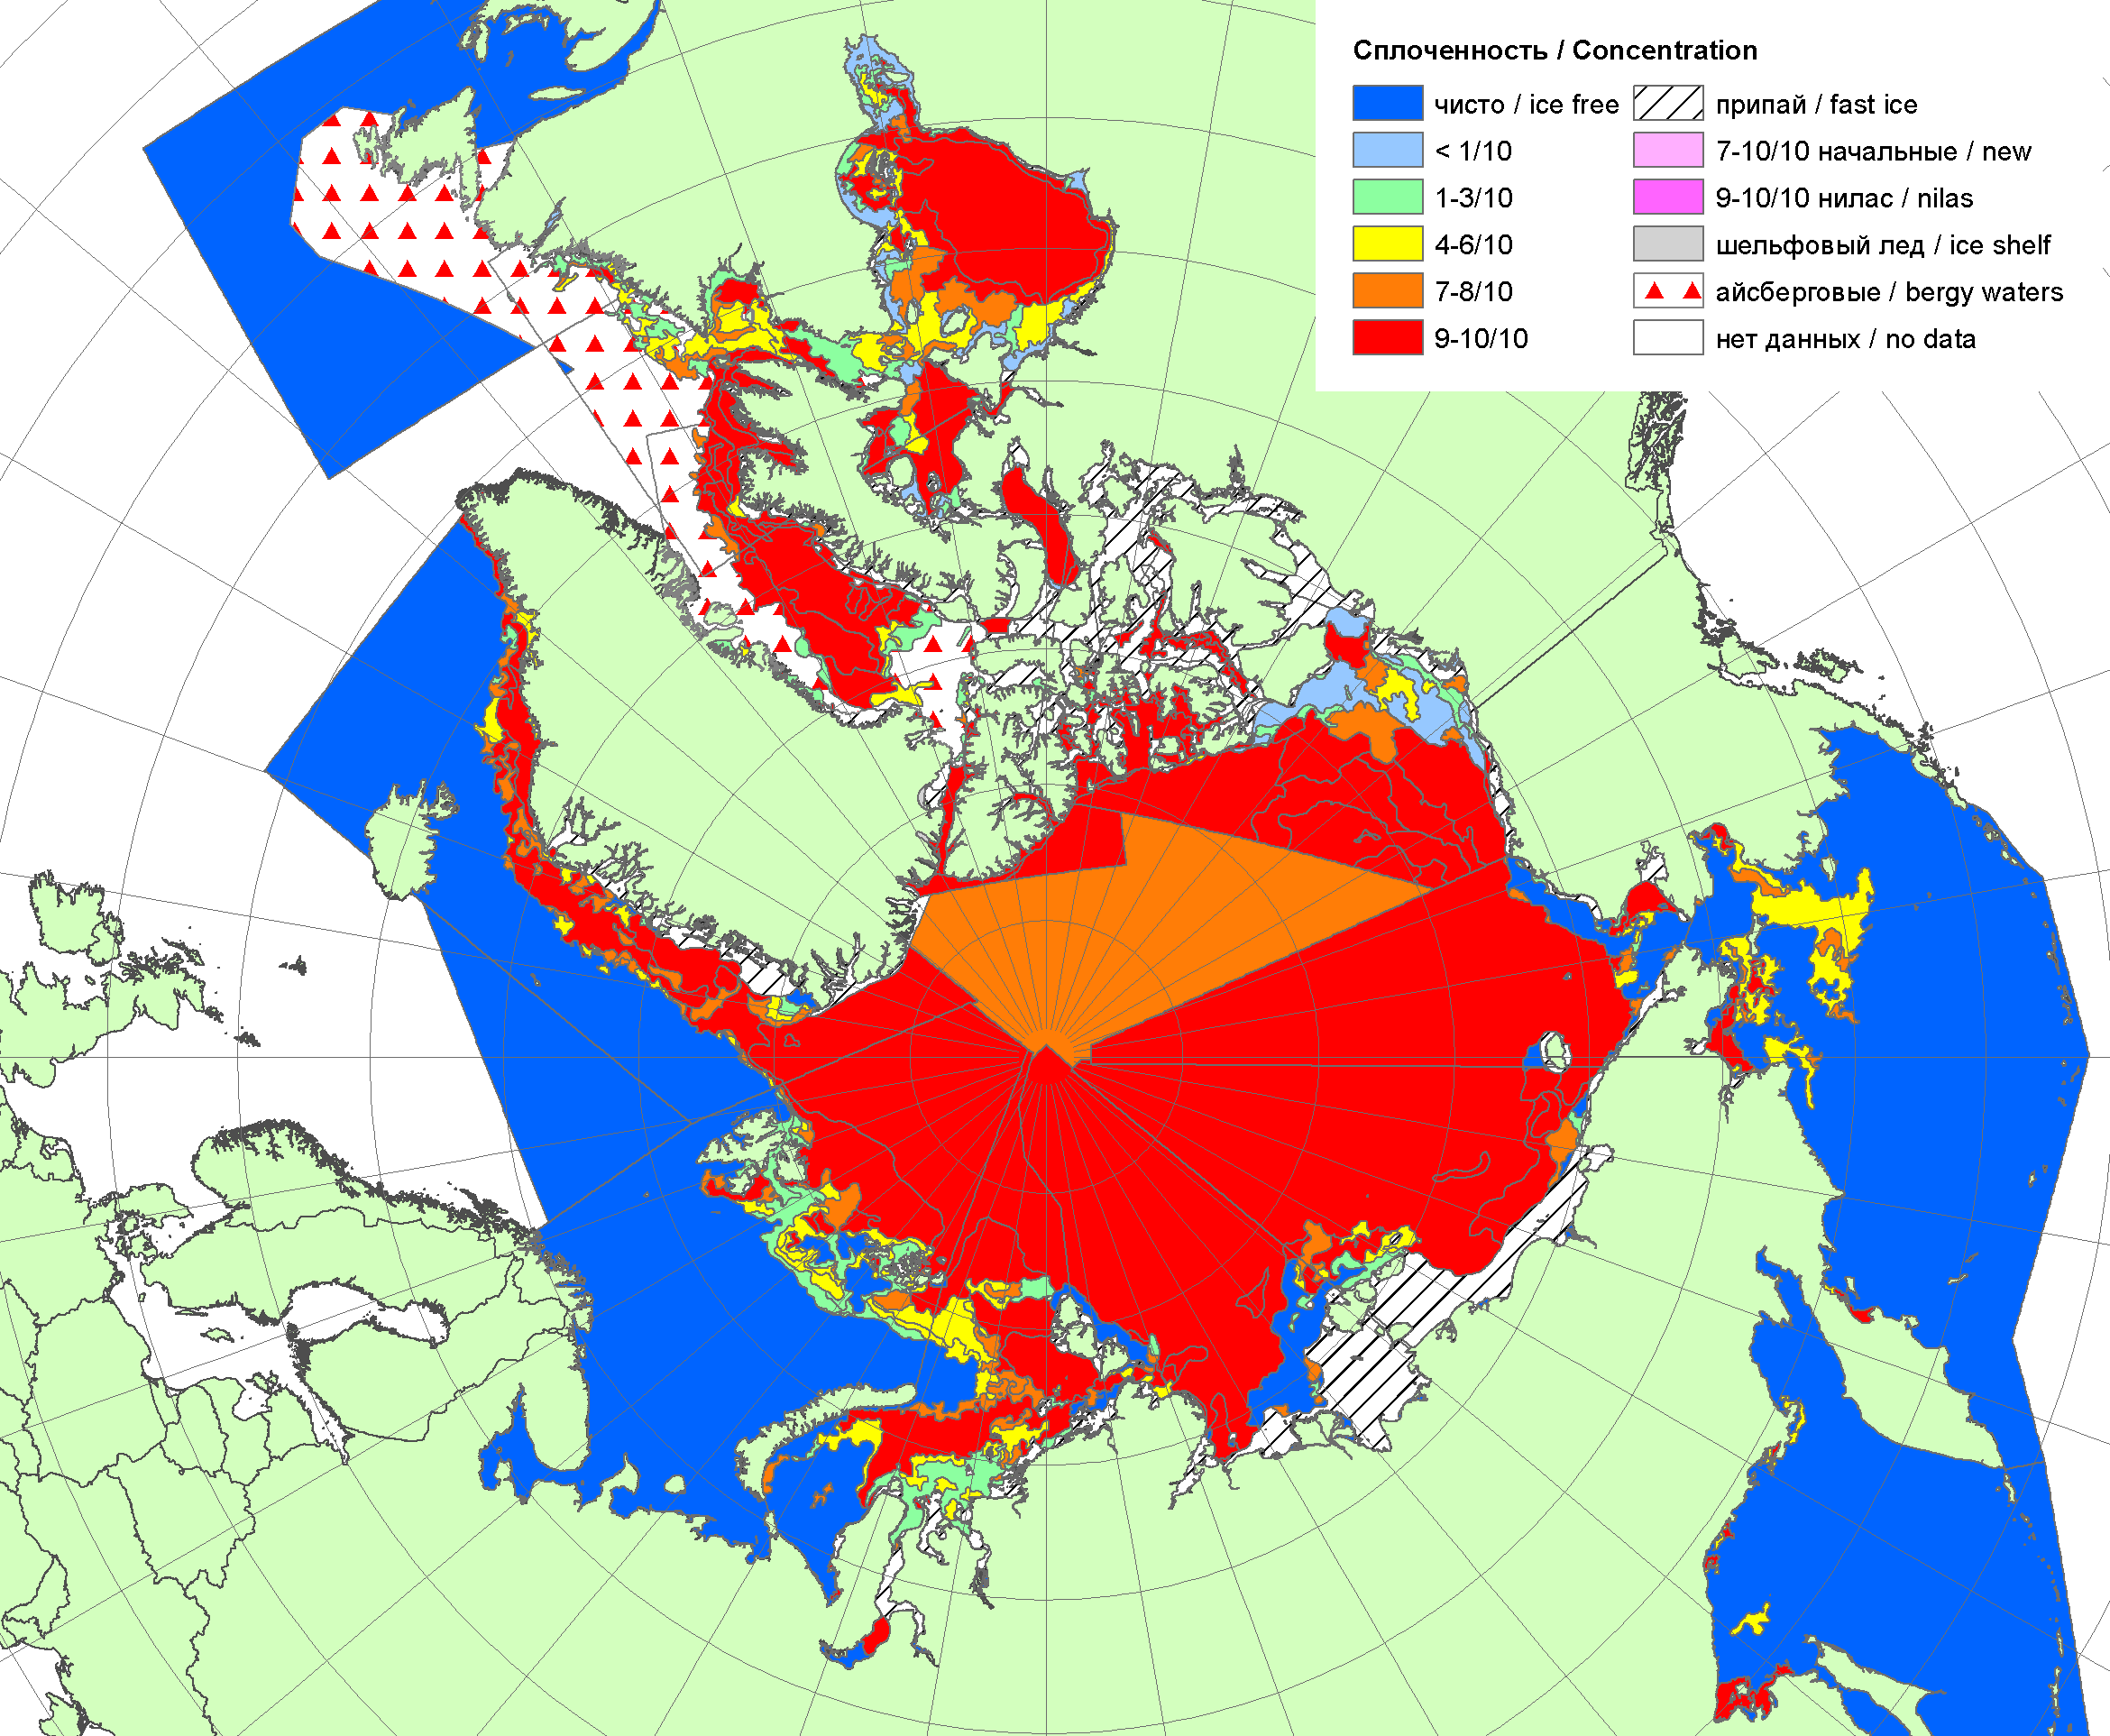 Сплоченность / Concentration
чисто / ice free
< 1/10
1-3/10
4-6/10
7-8/10
9-10/10
припай / fast ice
7-10/10 начальные / new
9-10/10 нилас / nilas
шельфовый лед / ice shelf
айсберговые / bergy waters
нет данных / no data